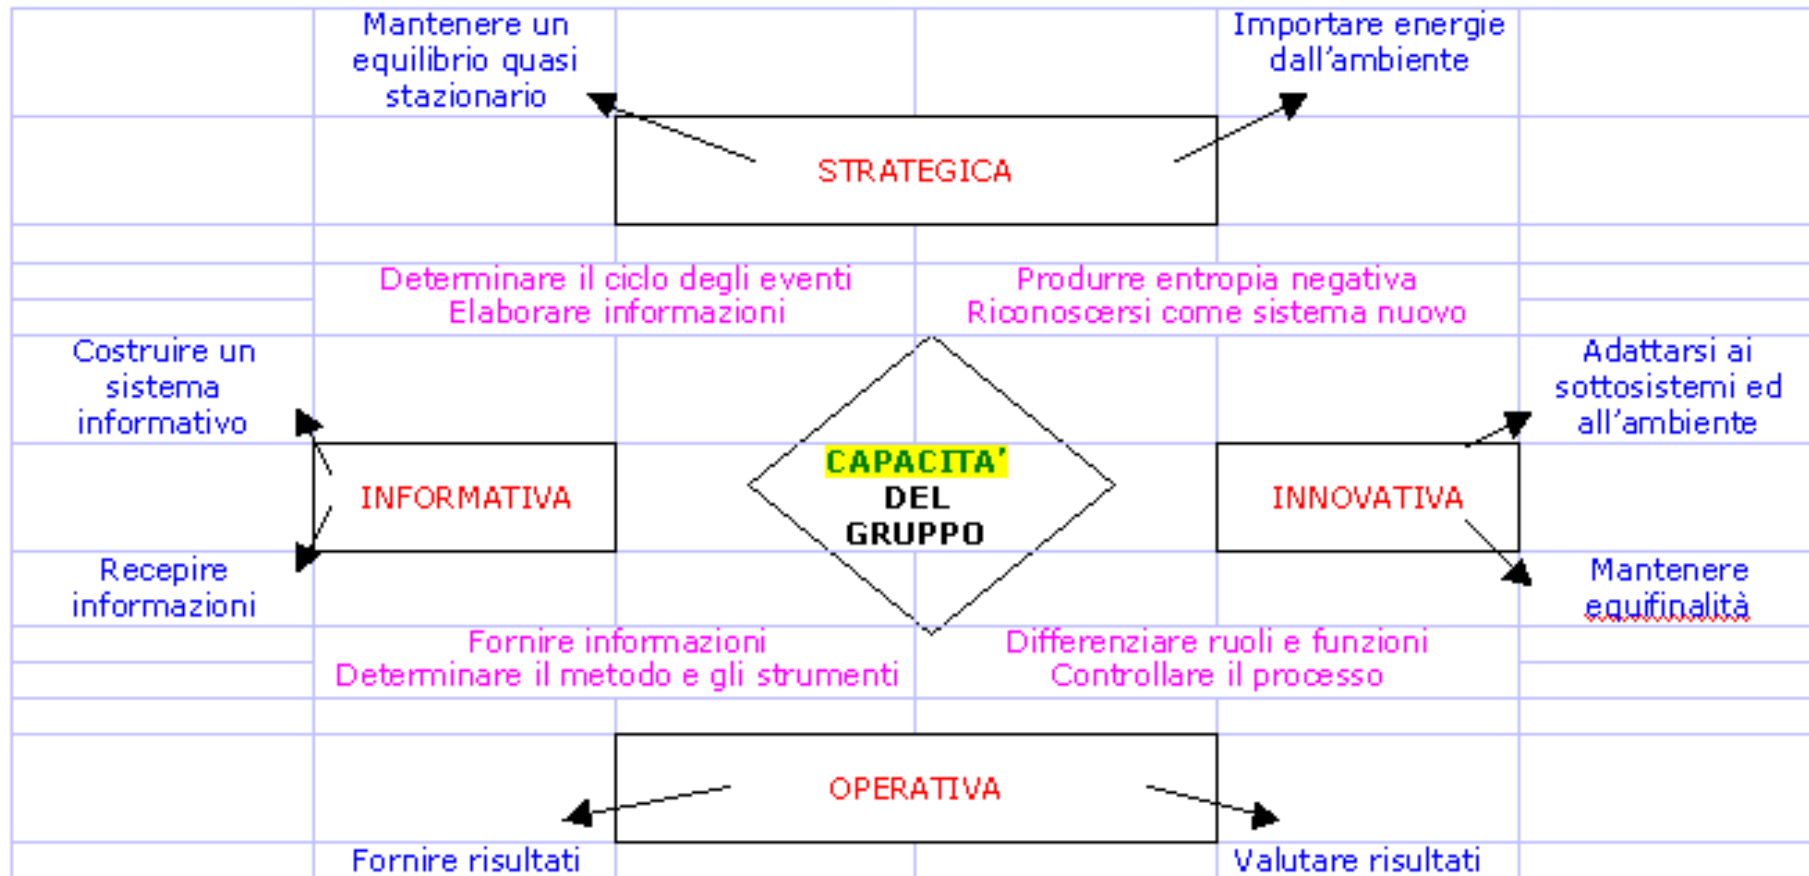 Mantenere un
equilibrio quasi
stazionario
Importare energie
dall'ambiente
STRATEGICA
Determinare il ciclo degli eventi
Elaborare informazioni
Produrre entropia negativa
Riconoscersi come sistema nuovo
Costruire un
sistema
informativo
Adattarsi ai
sottosistemi ed
all'ambiente
INFORMATIVA
CAPACITA'
DEL
GRUPPO
INNOVATIVA
Recepire
informazioni
Mantenere
equifinalità
Fornire informazioni
Determinare il metodo e gli strumenti
Differenziare ruoli e funzioni
Controllare il processo
OPERATIVA
Fornire risultati
Valutare risultati